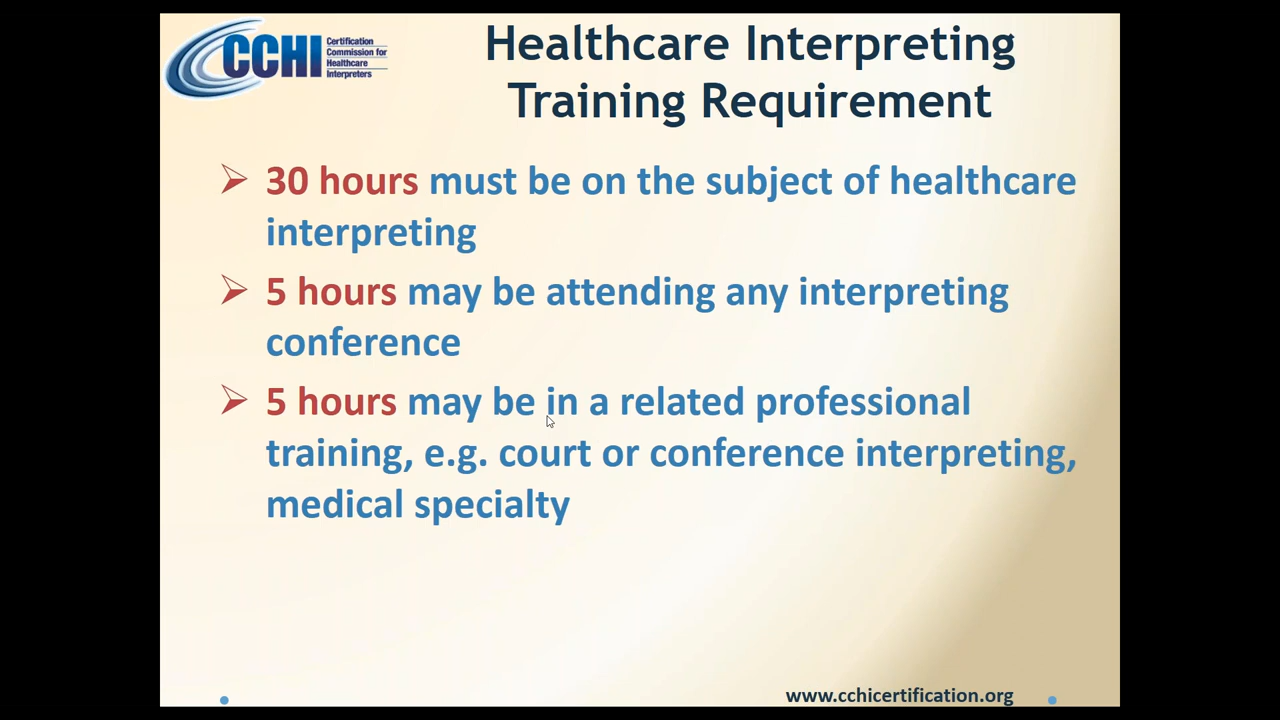 CCHI
Certification
Commission for
Healthcare
Interpreters
Healthcare Interpreting
Training Requirement
30 hours must be on the subject of healthcare
interpreting
5 hours may be attending any interpreting
conference
5 hours may be in a related professional
training, e.g. court or conference interpreting,
medical specialty
www.cchicertification.org